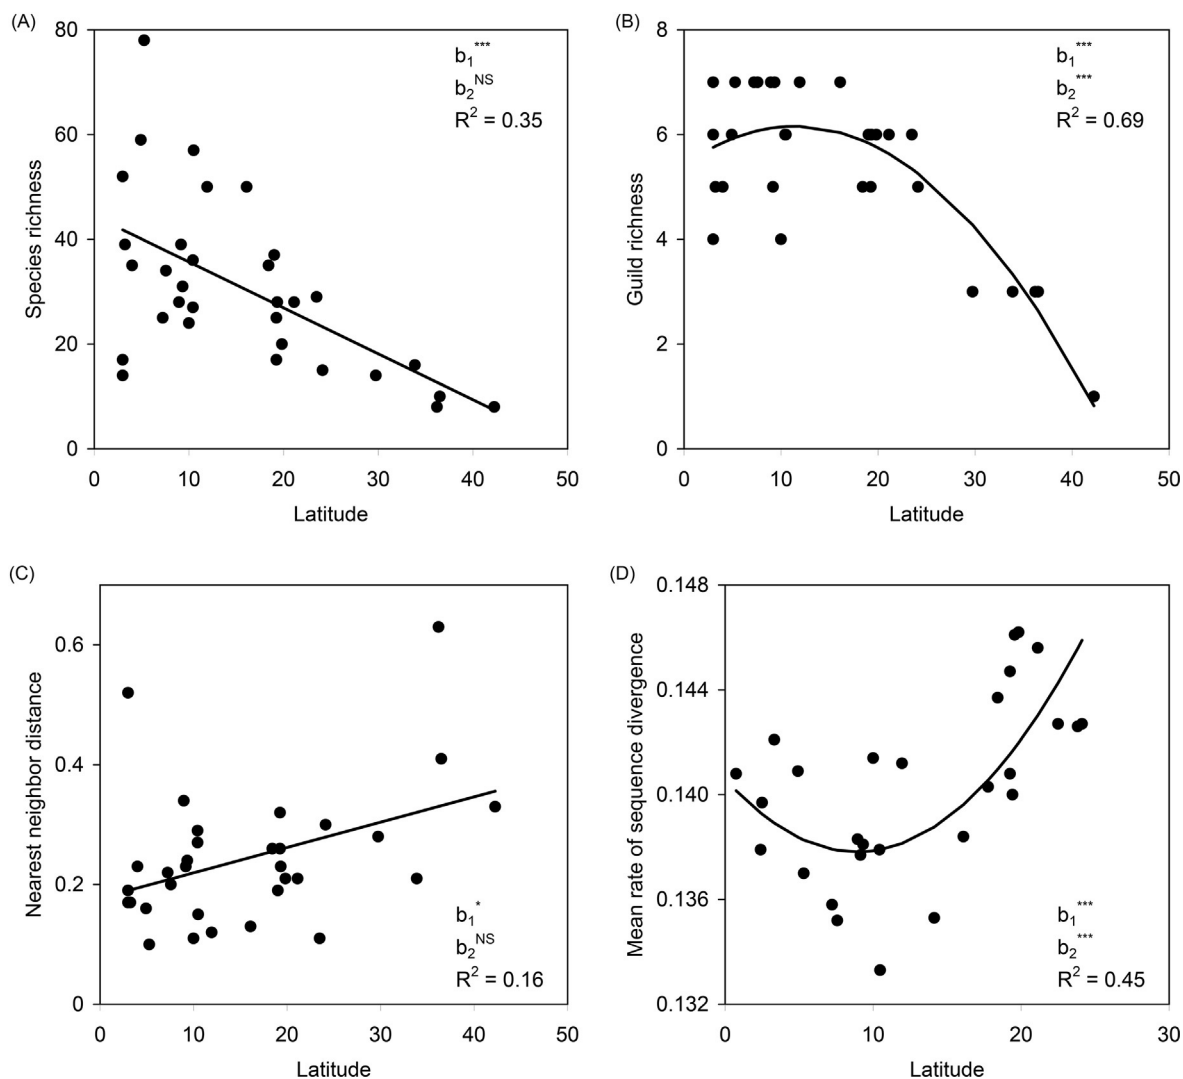 (A)
80
60
40
20
0
Species richness
b1***
b2NS
R2 = 0.35
0 10 20 30 40 50
Latitude
(B)
8
6
4
2
0
Guild richness
b1***
b2***
R2 = 0.69
0 10 20 30 40 50
Latitude
(C)
0.6
0.4
0.2
0
Nearest neighbor distance
b1*
b2NS
R2 = 0.16
0 10 20 30 40 50
Latitude
(D)
0.148
0.144
0.140
0.136
0.132
Mean rate of sequence divergence
b1***
b2***
R2 = 0.45
0 10 20 30
Latitude